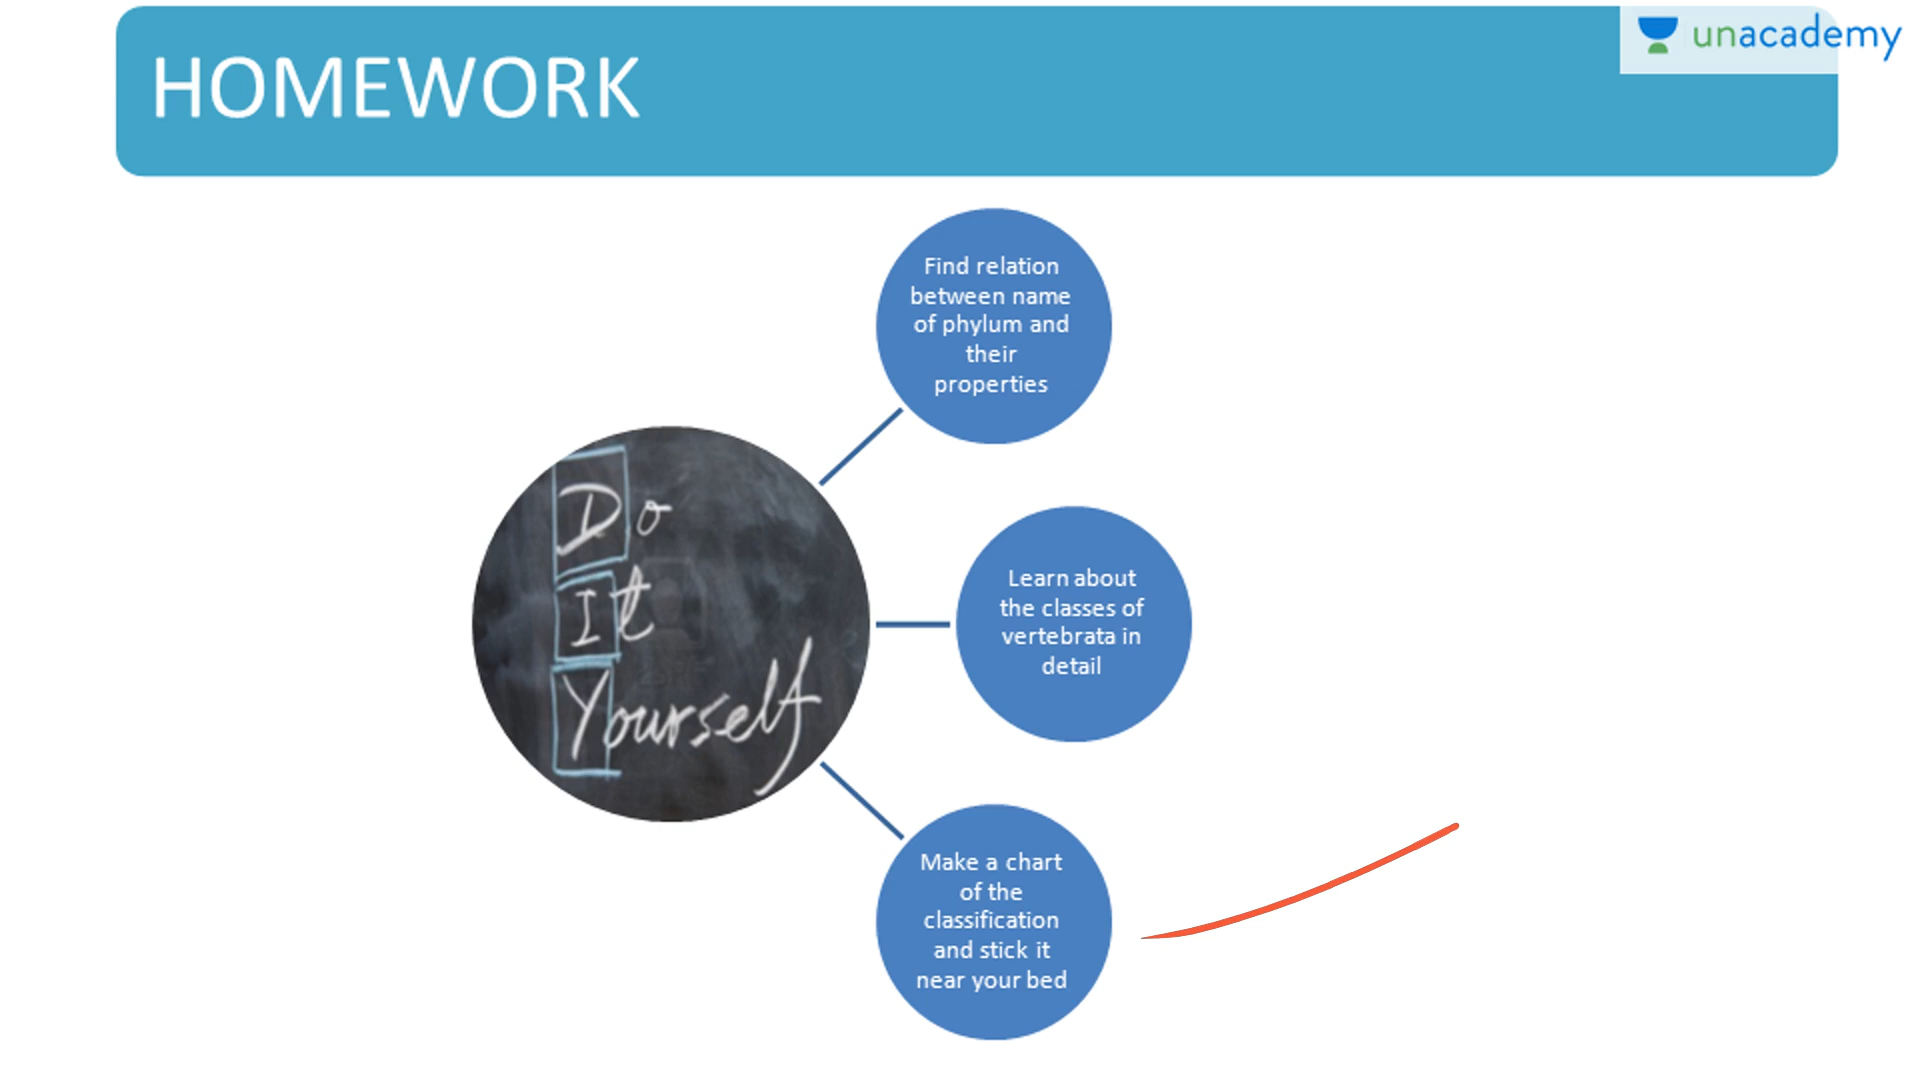 HOMEWORK
unacademy
Find relation
between name
of phylum and
their
properties
Do
It
Yourself
Learn about
the classes of
vertebrata in
detail
Make a chart
of the
classification
and stick it
near your bed